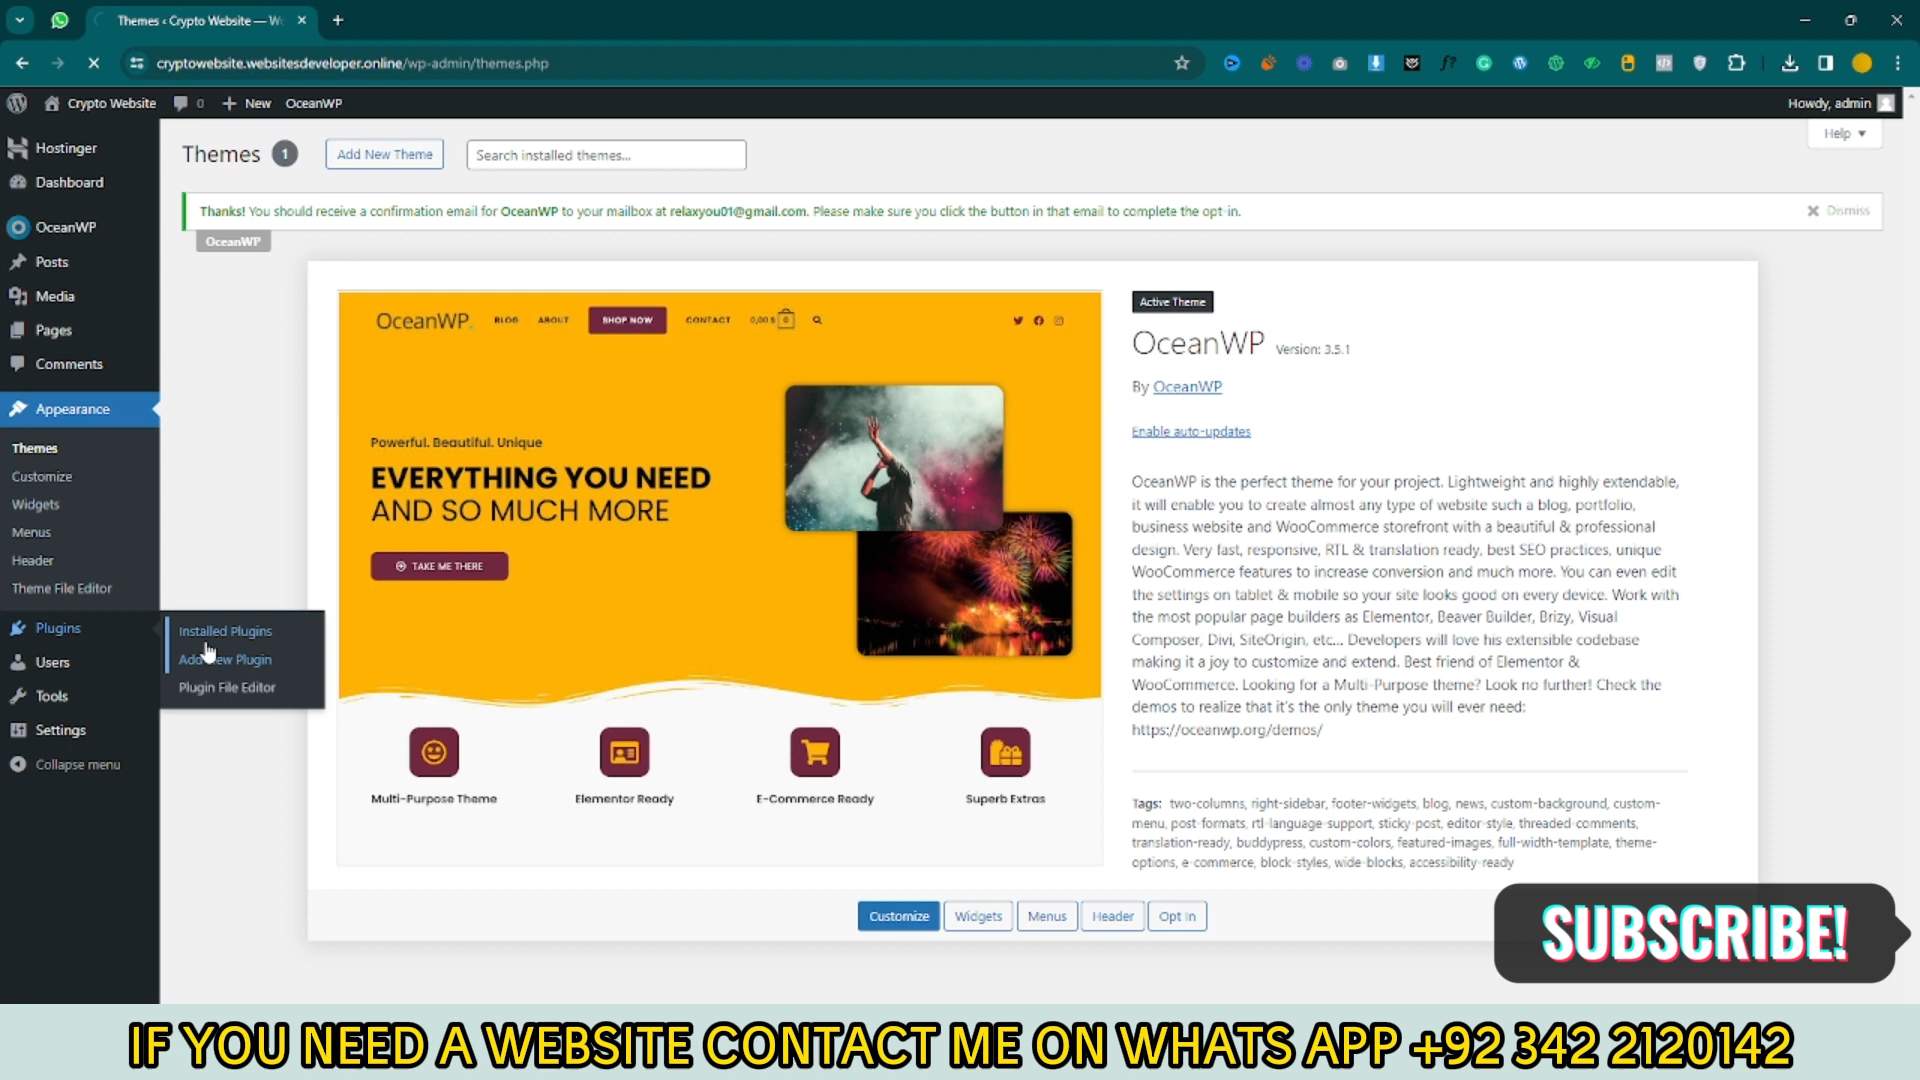 Themes ‹ Crypto Website — W
cryptowebsite.websitesdeveloper.online/wp-admin/themes.php
Crypto Website 0 New OceanWP
Howdy, admin
Hostinger
Dashboard
OceanWP
Posts
Media
Pages
Comments
Appearance
Themes
Customize
Widgets
Menus
Header
Theme File Editor
Plugins
Users
Tools
Settings
Collapse menu
Installed Plugins
Add New Plugin
Plugin File Editor
Themes 1 Add New Theme Search installed themes...
Help
Thanks! You should receive a confirmation email for OceanWP to your mailbox at relaxyou01@gmail.com. Please make sure you click the button in that email to complete the opt-in.
Dismiss
OceanWP
OceanWP.
BLOG ABOUT SHOP NOW CONTACT 0,00 $ 0
Powerful. Beautiful. Unique
EVERYTHING YOU NEED
AND SO MUCH MORE
TAKE ME THERE
Multi-Purpose Theme Elementor Ready E-Commerce Ready Superb Extras
Active Theme
OceanWP Version: 3.5.1
By OceanWP
Enable auto-updates
OceanWP is the perfect theme for your project. Lightweight and highly extendable,
it will enable you to create almost any type of website such a blog, portfolio,
business website and WooCommerce storefront with a beautiful & professional
design. Very fast, responsive, RTL & translation ready, best SEO practices, unique
WooCommerce features to increase conversion and much more. You can even edit
the settings on tablet & mobile so your site looks good on every device. Work with
the most popular page builders as Elementor, Beaver Builder, Brizy, Visual
Composer, Divi, SiteOrigin, etc... Developers will love his extensible codebase
making it a joy to customize and extend. Best friend of Elementor &
WooCommerce. Looking for a Multi-Purpose theme? Look no further! Check the
demos to realize that it's the only theme you will ever need:
https://oceanwp.org/demos/
Tags: two-columns, right-sidebar, footer-widgets, blog, news, custom-background, custom-
menu, post-formats, rtl-language-support, sticky-post, editor-style, threaded-comments,
translation-ready, buddypress, custom-colors, featured-images, full-width-template, theme-
options, e-commerce, block-styles, wide-blocks, accessibility-ready
Customize Widgets Menus Header Opt In
SUBSCRIBE!
IF YOU NEED A WEBSITE CONTACT ME ON WHATS APP +92 342 2120142